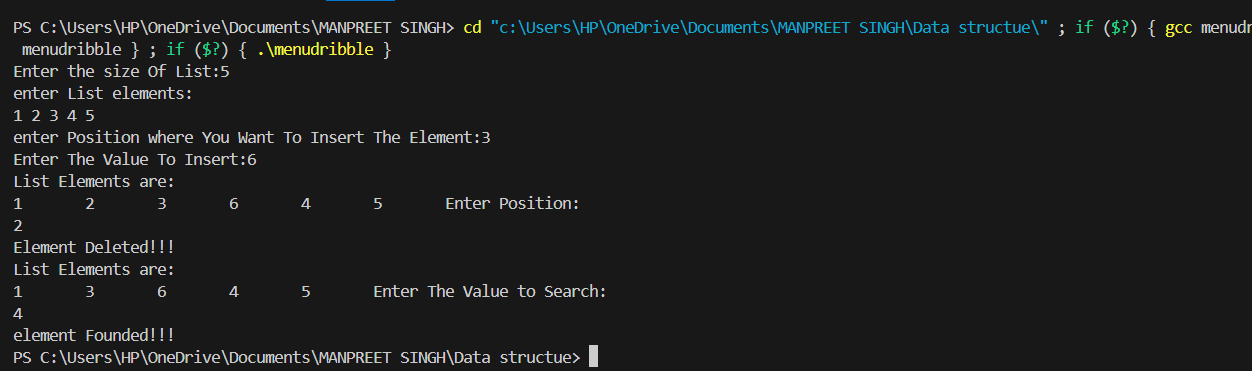 PS C:\Users\HP\OneDrive\Documents\MANPREET SINGH> cd "c:\Users\HP\OneDrive\Documents\MANPREET SINGH\Data structue\" ; if ($?) { gcc
menudribble } ; if ($?) { .\menudribble }
Enter the size Of List:5
enter List elements:
1 2 3 4 5
enter Position where You Want To Insert The Element:3
Enter The Value To Insert:6
List Elements are:
1 2 3 6 4 5 Enter Position:
2
Element Deleted!!!
List Elements are:
1 3 6 4 5 Enter The Value to Search:
4
element Founded!!!
PS C:\Users\HP\OneDrive\Documents\MANPREET SINGH\Data structue>